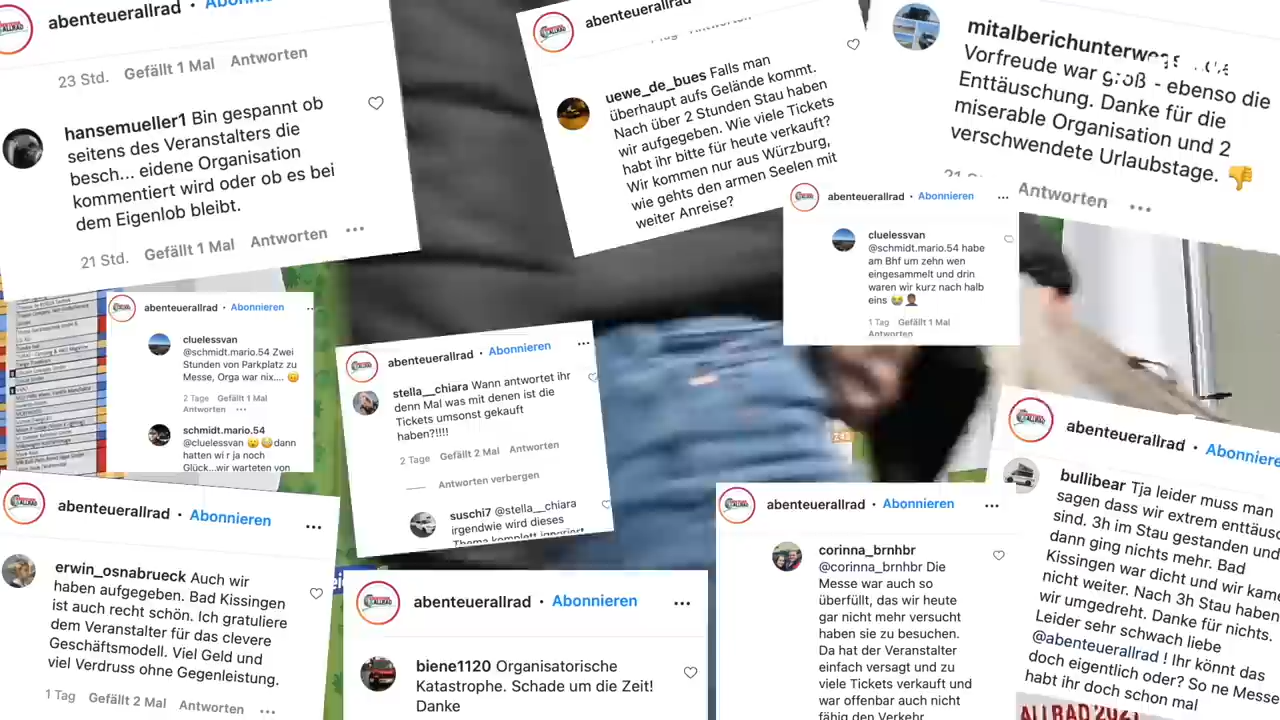 abenteuerallrad · Abonnieren
23 Std. Gefällt 1 Mal Antworten
hansemueller1 Bin gespannt ob
seitens des Veranstalters die
besch... eidene Organisation
kommentiert wird oder ob es bei
dem Eigenlob bleibt.
21 Std. Gefällt 1 Mal Antworten
abenteuerallrad
uewe_de_bues Falls man
überhaupt aufs Gelände kommt.
Nach über 2 Stunden Stau haben
wir aufgegeben. Wie viele Tickets
habt ihr bitte für heute verkauft?
Wir kommen nur aus Würzburg,
wie gehts den armen Seelen mit
weiter Anreise?
Vorfreude war groß - ebenso die
Enttäuschung. Danke für die
miserable Organisation und 2
verschwendete Urlaubstage. 👎
Antworten
abenteuerallrad · Abonnieren
cluelessvan
@schmidt.mario.54 habe
am Bhf um zehn wen
eingesammelt und drin
waren wir kurz nach halb
eins
1 Tag Gefällt 1 Mal
Antworten
abenteuerallrad · Abonnieren
cluelessvan
@schmidt.mario.54 Zwei
Stunden von Parkplatz zu
Messe, Orga war nix....
2 Tage Gefällt 1 Mal
Antworten
schmidt.mario.54
@cluelessvan dann
hatten wi r ja noch
Glück...wir warteten von
abenteuerallrad · Abonnieren
stella__chiara Wann antwortet ihr
denn Mal was mit denen ist die
Tickets umsonst gekauft
haben?!!!!
2 Tage Gefällt 2 Mal Antworten
Antworten verbergen
suschi7 @stella__chiara
irgendwie wird dieses
Thema komplett ignoriert
abenteuerallrad · Abonnieren
bullibear Tja leider muss man
sagen dass wir extrem enttäusc
sind. 3h im Stau gestanden und
dann ging nichts mehr. Bad
Kissingen war dicht und wir kame
nicht weiter. Nach 3h Stau haben
wir umgedreht. Danke für nichts.
Leider sehr schwach liebe
@abenteuerallrad ! Ihr könnt das
doch eigentlich oder? So ne Messe
habt ihr doch schon mal
abenteuerallrad · Abonnieren
erwin_osnabrueck Auch wir
haben aufgegeben. Bad Kissingen
ist auch recht schön. Ich gratuliere
dem Veranstalter für das clevere
Geschäftsmodell. Viel Geld und
viel Verdruss ohne Gegenleistung.
1 Tag Gefällt 2 Mal Antworten
abenteuerallrad · Abonnieren
biene1120 Organisatorische
Katastrophe. Schade um die Zeit!
Danke
abenteuerallrad · Abonnieren
corinna_brnhbr
@corinna_brnhbr Die
Messe war auch so
überfüllt, das wir heute
gar nicht mehr versucht
haben sie zu besuchen.
Da hat der Veranstalter
einfach versagt und zu
viele Tickets verkauft und
war offenbar auch nicht
fähig den Verkehr